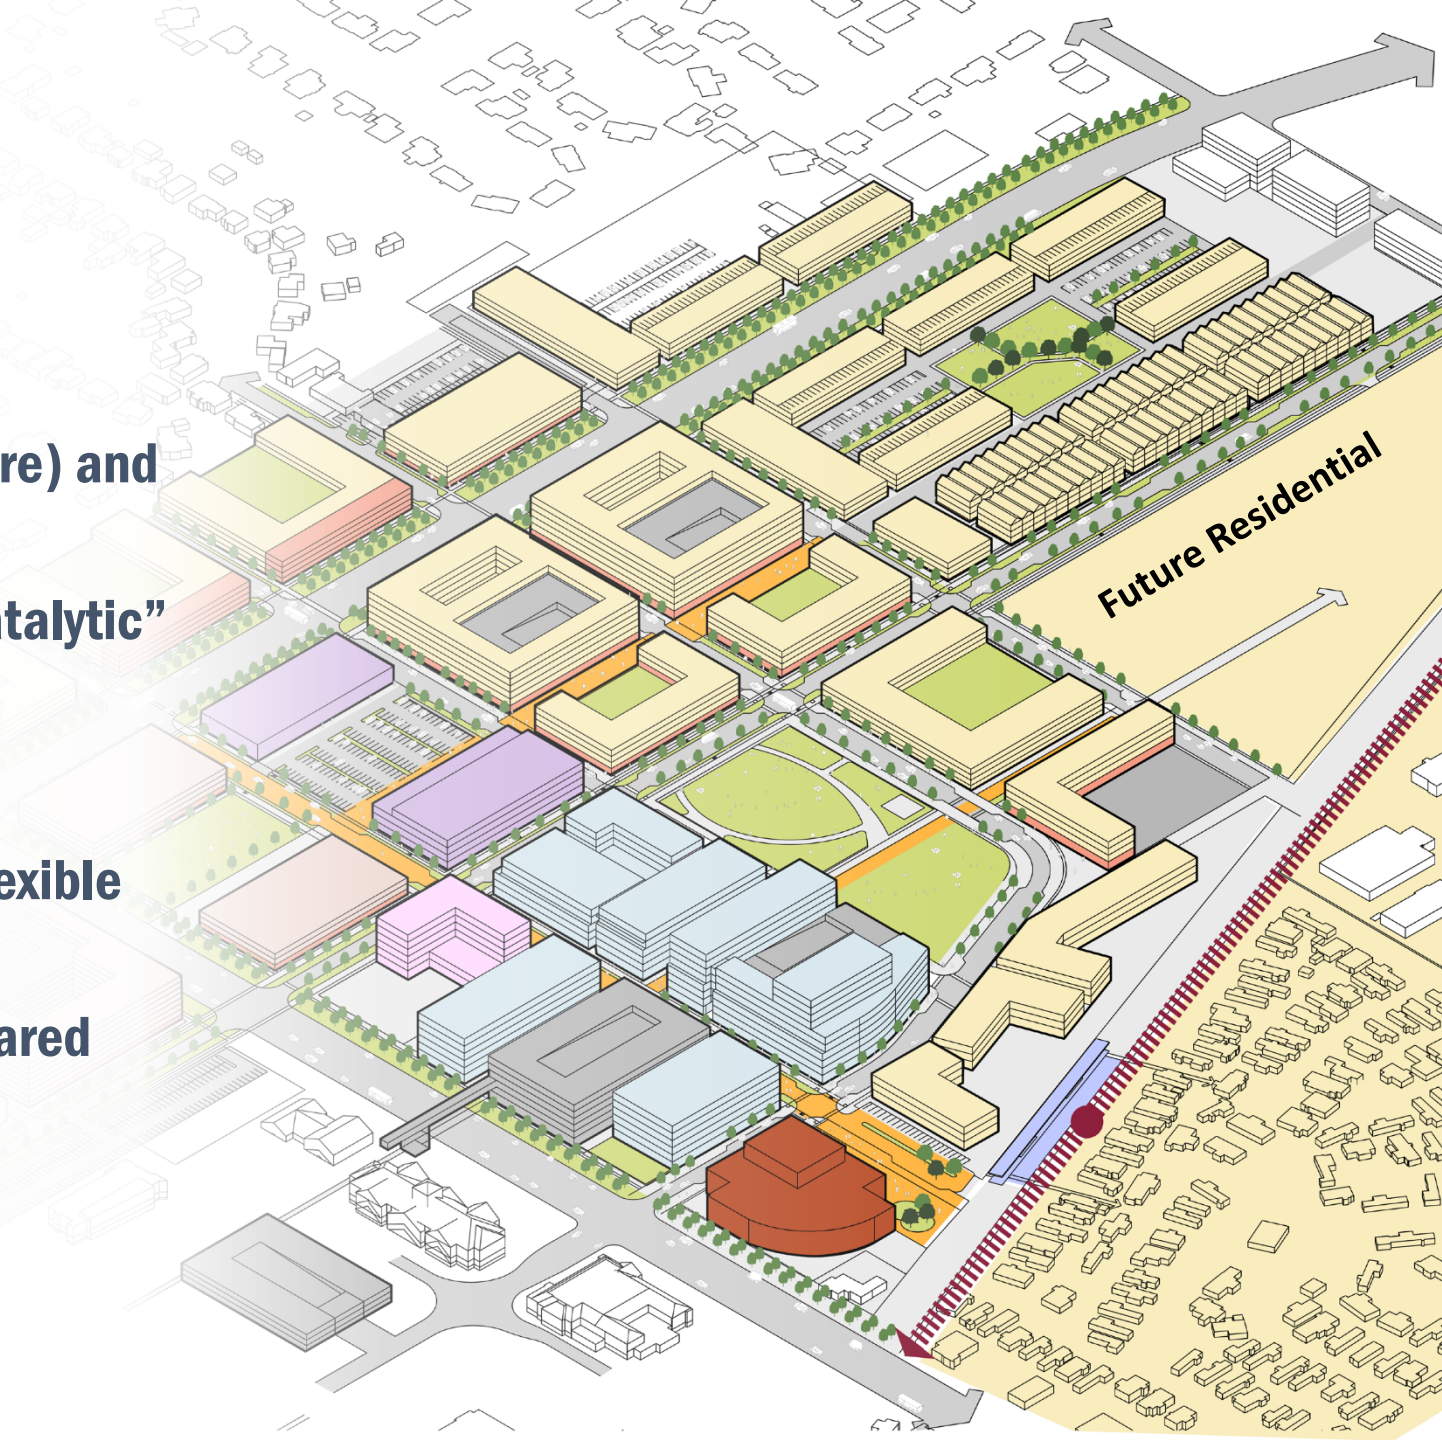 re) and
talytic”
exible
ared
Future Residential